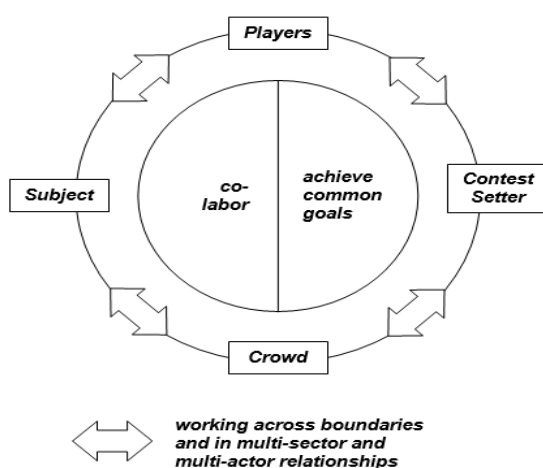 Players
Subject
co-
labor
achieve
common
goals
Contest
Setter
Crowd
working across boundaries
and in multi-sector and
multi-actor relationships